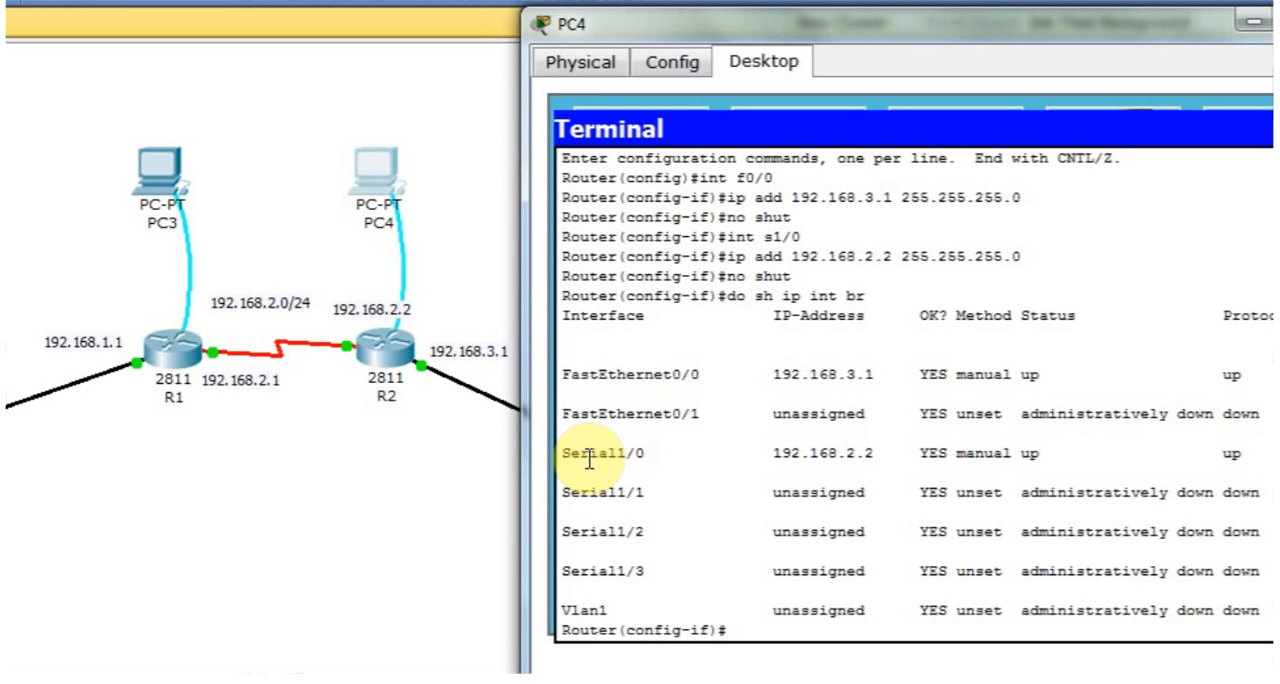 PC4
Physical Config Desktop
Terminal
Enter configuration commands, one per line. End with CNTL/Z.
Router(config)#int f0/0
Router(config-if)#ip add 192.168.3.1 255.255.255.0
Router(config-if)#no shut
Router(config-if)#int s1/0
Router(config-if)#ip add 192.168.2.2 255.255.255.0
Router(config-if)#no shut
Router(config-if)#do sh ip int br
Interface IP-Address OK? Method Status Protoc
FastEthernet0/0 192.168.3.1 YES manual up up
FastEthernet0/1 unassigned YES unset administratively down down
Serial1/0 192.168.2.2 YES manual up up
Serial1/1 unassigned YES unset administratively down down
Serial1/2 unassigned YES unset administratively down down
Serial1/3 unassigned YES unset administratively down down
Vlan1 unassigned YES unset administratively down down
Router(config-if)#
PC-PT
PC3
PC-PT
PC4
192.168.2.0/24
192.168.2.2
192.168.1.1
192.168.3.1
2811
R1
192.168.2.1
2811
R2